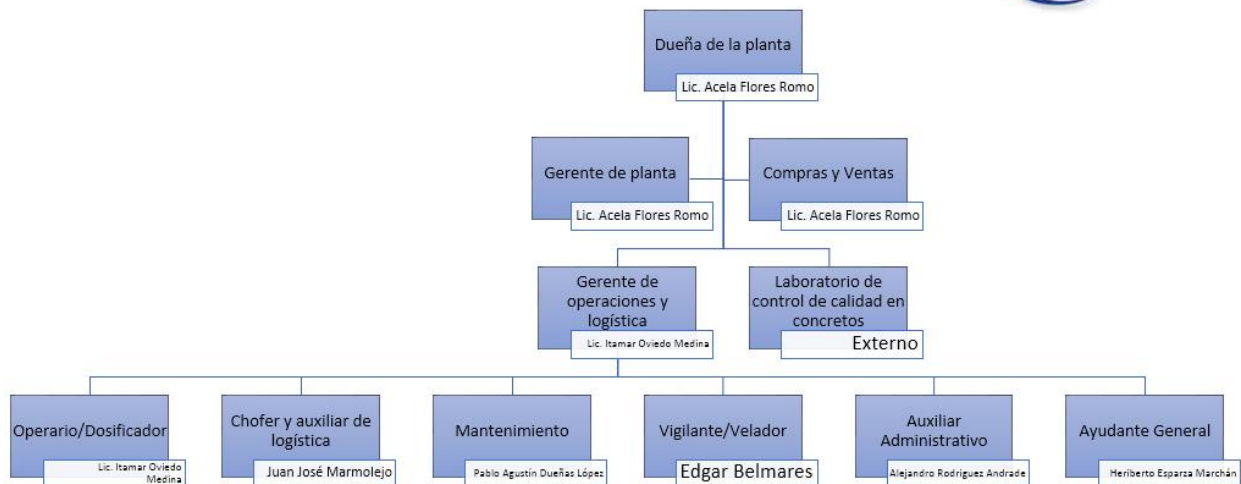 Dueña de la planta
Lic. Acela Flores Romo
Gerente de planta
Lic. Acela Flores Romo
Compras y Ventas
Lic. Acela Flores Romo
Gerente de
operaciones y
logística
Lic. Itamar Oviedo Medina
Laboratorio de
control de calidad en
concretos
Externo
Operario/Dosificador
Lic. Itamar Oviedo
Medina
Chofer y auxiliar de
logística
Juan José Marmolejo
Mantenimiento
Pablo Agustín Dueñas López
Vigilante/Velador
Edgar Belmares
Auxiliar
Administrativo
Alejandro Rodriguez Andrade
Ayudante General
Heriberto Esparza Marchán